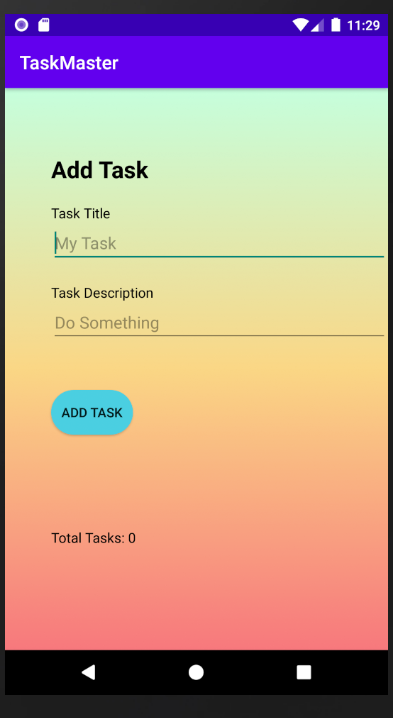 11:29
TaskMaster
Add Task
Task Title
My Task
Task Description
Do Something
ADD TASK
Total Tasks: 0